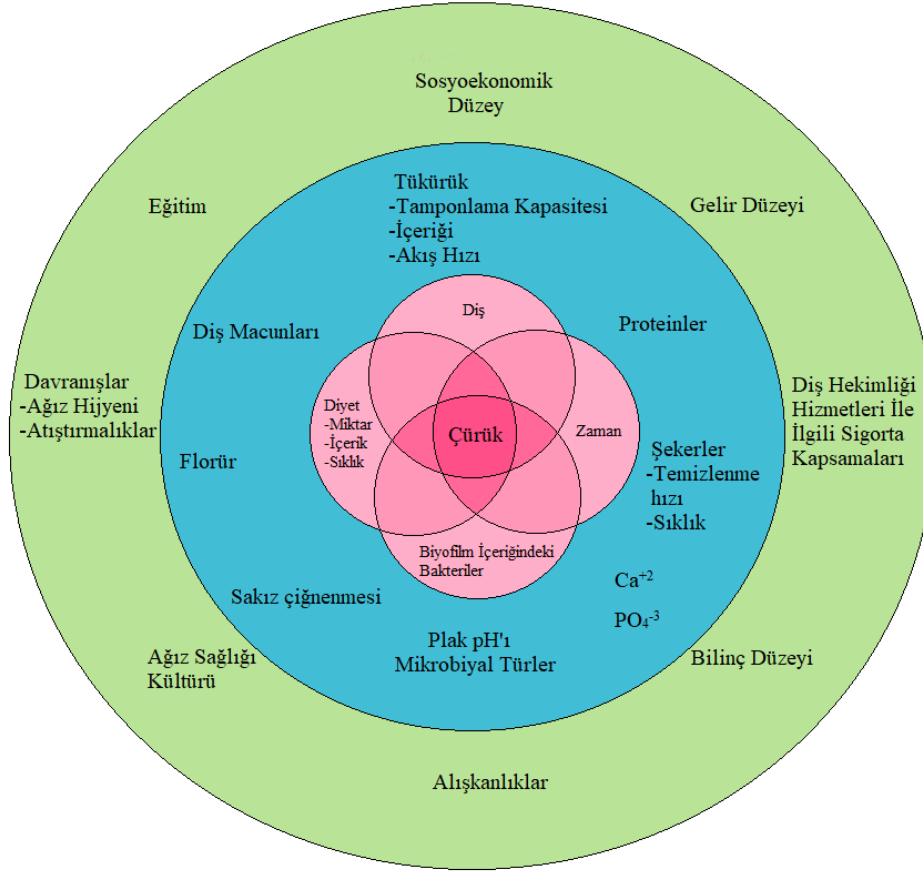 Sosyoekonomik
Düzey
Eğitim
Gelir Düzeyi
Davranışlar
-Ağız Hijyeni
-Atıştırmalıklar
Diş Hekimliği
Hizmetleri İle
İlgili Sigorta
Kapsamaları
Ağız Sağlığı
Kültürü
Bilinç Düzeyi
Alışkanlıklar
Tükürük
-Tamponlama Kapasitesi
-İçeriği
-Akış Hızı
Diş Macunları
Proteinler
Florür
Şekerler
-Temizlenme
hızı
-Sıklık
Sakız çiğnenmesi
Ca⁺²
PO₄⁻³
Plak pH'ı
Mikrobiyal Türler
Diş
Diyet
-Miktar
-İçerik
-Sıklık
Çürük
Zaman
Biyofilm İçeriğindeki
Bakteriler